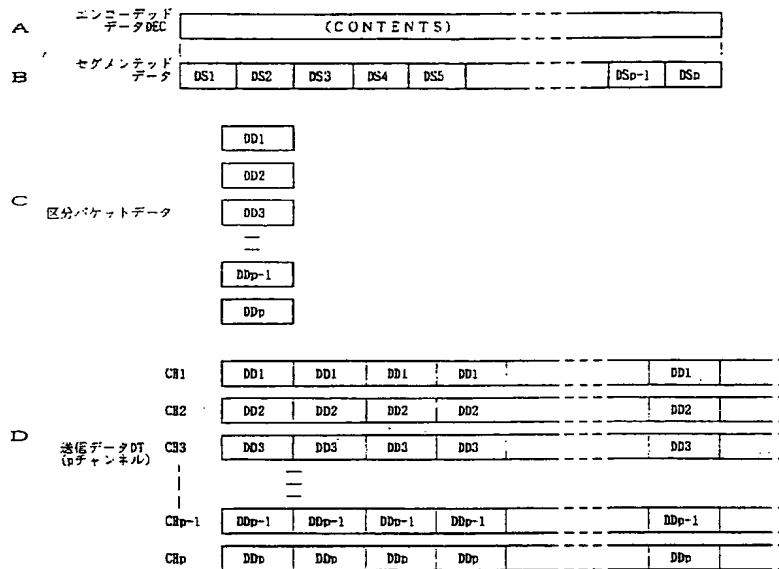 A
エンコーデッド
データDEC
(CONTENTS)
B
セグメンテッド
データ
DS1 DS2 DS3 DS4 DS5 DSp-1 DSp
C
区分パケットデータ
DD1
DD2
DD3
DDp-1
DDp
D
送信データDT
(pチャンネル)
CH1 DD1 DD1 DD1 DD1 DD1
CH2 DD2 DD2 DD2 DD2 DD2
CH3 DD3 DD3 DD3 DD3 DD3
CHp-1 DDp-1 DDp-1 DDp-1 DDp-1 DDp-1
CHp DDp DDp DDp DDp DDp